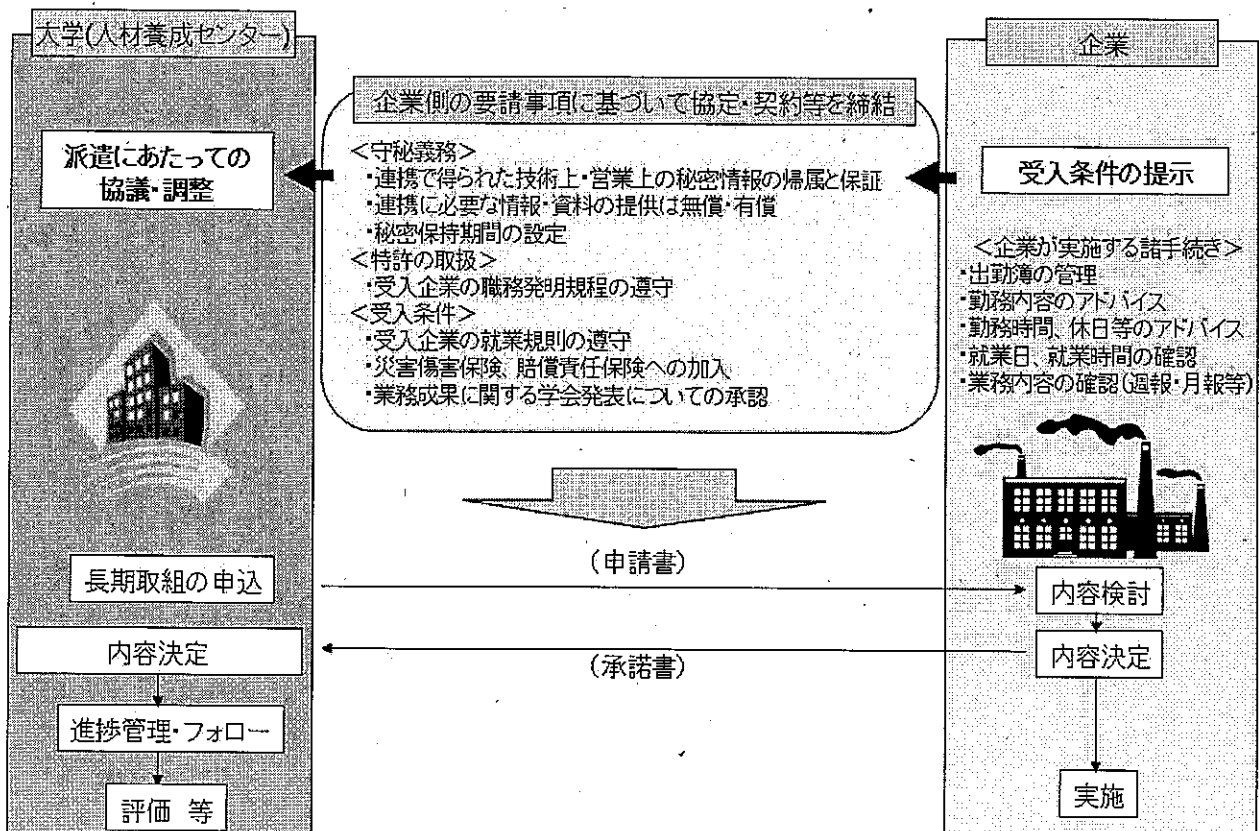 大学(人材養成センター)
派遣にあたっての
協議・調整
長期取組の申込
内容決定
進捗管理・フォロー
評価 等
企業側の要請事項に基づいて協定・契約等を締結
<守秘義務>
・連携で得られた技術上・営業上の秘密情報の帰属と保証
・連携に必要な情報・資料の提供は無償・有償
・秘密保持期間の設定
<特許の取扱>
・受入企業の職務発明規程の遵守
<受入条件>
・受入企業の就業規則の遵守
・災害傷害保険、賠償責任保険への加入
・業務成果に関する学会発表についての承認
(申請書)
(承諾書)
企業
受入条件の提示
<企業が実施する諸手続き>
・出勤簿の管理
・勤務内容のアドバイス
・勤務時間、休日等のアドバイス
・就業日、就業時間の確認
・業務内容の確認(週報・月報等)
内容検討
内容決定
実施